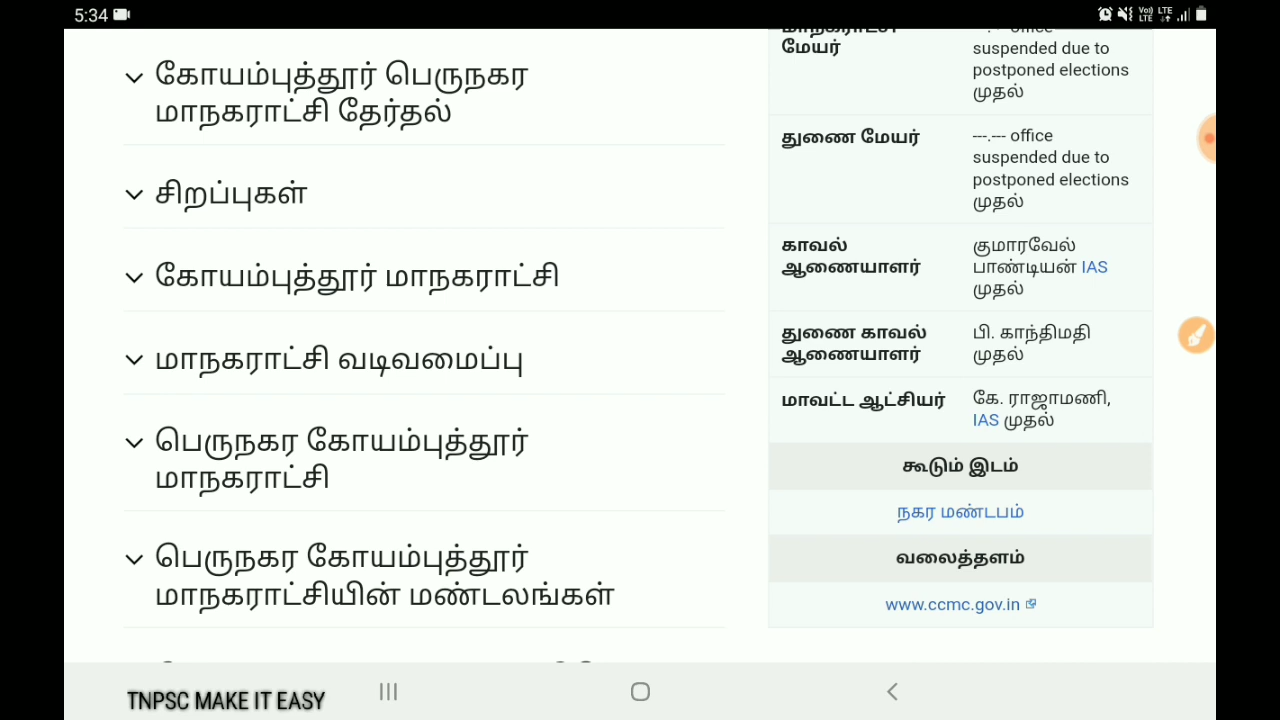 5:34
Vo) LTE
LTE
கோயம்புத்தூர் பெருநகர
மாநகராட்சி தேர்தல்
சிறப்புகள்
கோயம்புத்தூர் மாநகராட்சி
மாநகராட்சி வடிவமைப்பு
பெருநகர கோயம்புத்தூர்
மாநகராட்சி
பெருநகர கோயம்புத்தூர்
மாநகராட்சியின் மண்டலங்கள்
மேயர்
suspended due to
postponed elections
முதல்
துணை மேயர்
---.--- office
suspended due to
postponed elections
முதல்
காவல்
ஆணையாளர்
குமாரவேல்
பாண்டியன் IAS
முதல்
துணை காவல்
ஆணையாளர்
பி. காந்திமதி
முதல்
மாவட்ட ஆட்சியர்
கே. ராஜாமணி,
IAS முதல்
கூடும் இடம்
நகர மண்டபம்
வலைத்தளம்
www.ccmc.gov.in
TNPSC MAKE IT EASY